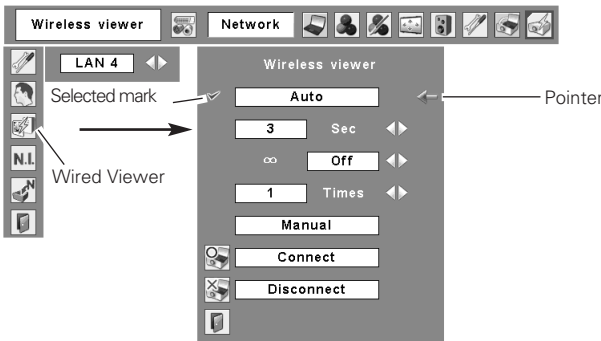 Wireless viewer
Network
LAN 4
Wireless viewer
Selected mark
Auto
Pointer
3 Sec
∞ Off
N.I.
Wired Viewer
N
1 Times
Manual
Connect
Disconnect